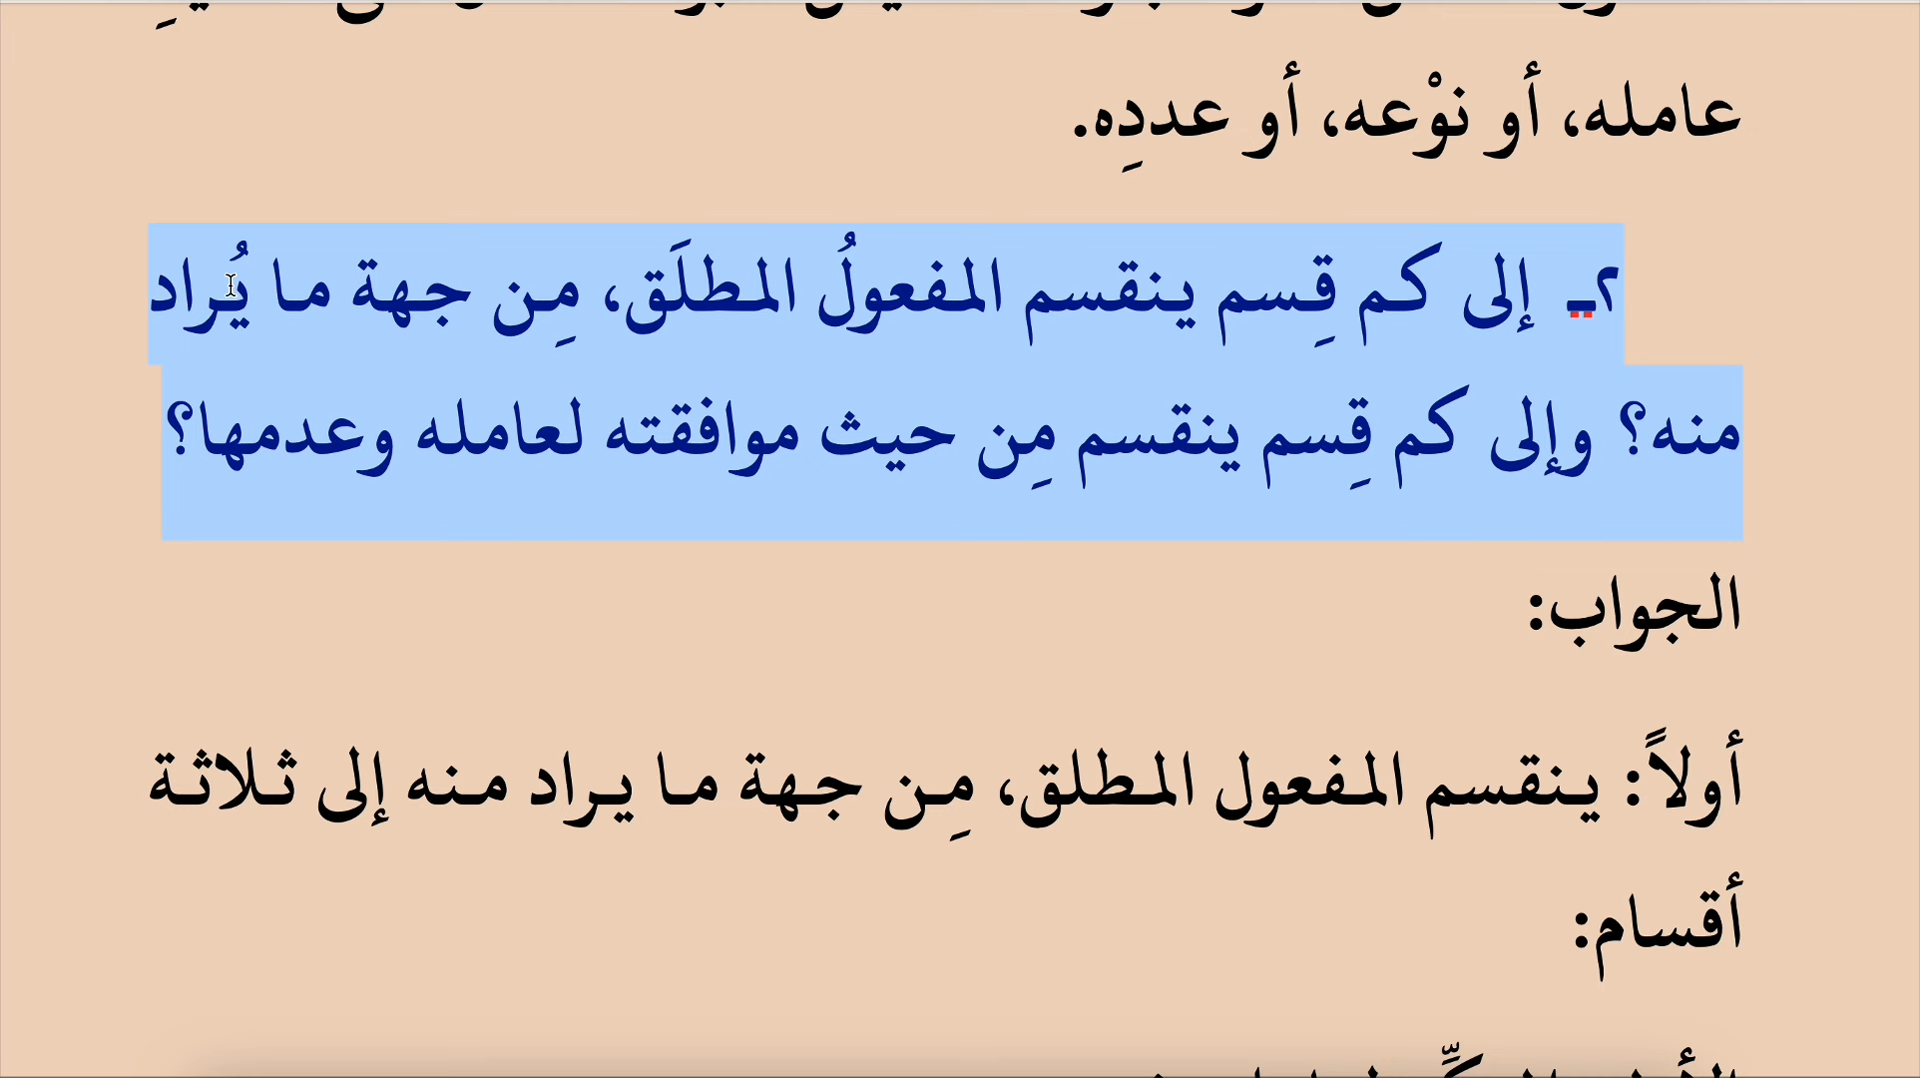 عامله، أو نوْعه، أو عددِه.
٢ـ إلى كم قِسم ينقسم المفعولُ المطلَق، مِن جهة ما يُراد
منه؟ وإلى كم قِسم ينقسم مِن حيث موافقته لعامله وعدمها؟
الجواب:
أولاً: ينقسم المفعول المطلق، مِن جهة ما يراد منه إلى ثلاثة
أقسام: